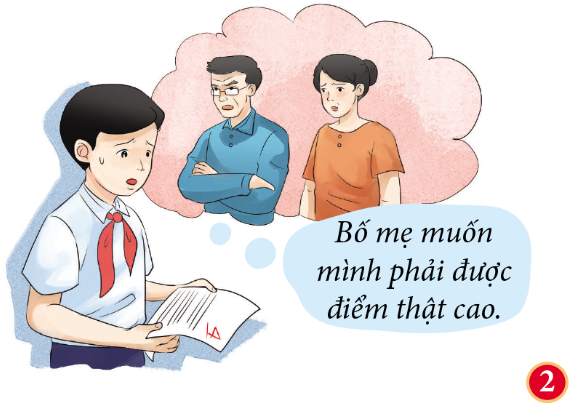 Bố mẹ muốn
mình phải được
điểm thật cao.
2